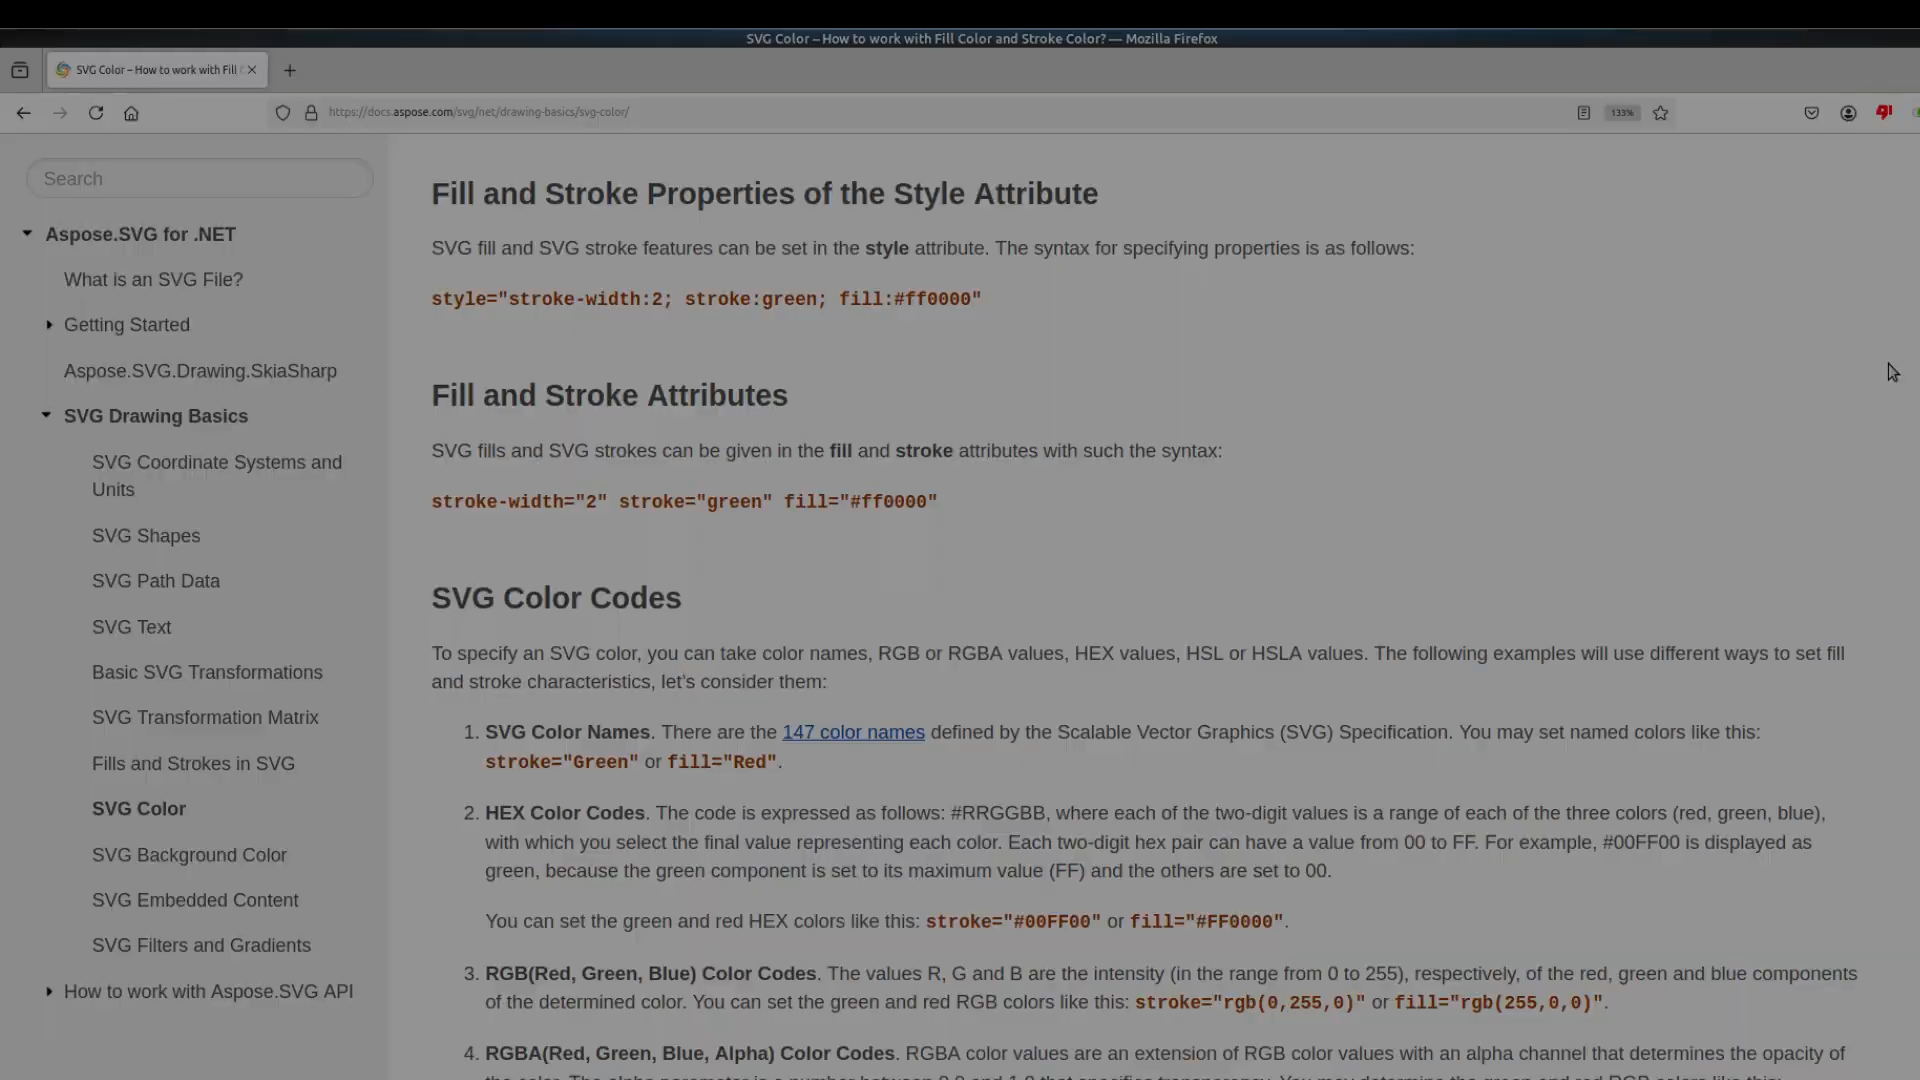 SVG Color – How to work with Fill Color and Stroke Color? — Mozilla Firefox
SVG Color – How to work with Fill
https://docs.aspose.com/svg/net/drawing-basics/svg-color/
133%
Search
Aspose.SVG for .NET
What is an SVG File?
Getting Started
Aspose.SVG.Drawing.SkiaSharp
SVG Drawing Basics
SVG Coordinate Systems and
Units
SVG Shapes
SVG Path Data
SVG Text
Basic SVG Transformations
SVG Transformation Matrix
Fills and Strokes in SVG
SVG Color
SVG Background Color
SVG Embedded Content
SVG Filters and Gradients
How to work with Aspose.SVG API
Fill and Stroke Properties of the Style Attribute
SVG fill and SVG stroke features can be set in the style attribute. The syntax for specifying properties is as follows:
style="stroke-width:2; stroke:green; fill:#ff0000"
Fill and Stroke Attributes
SVG fills and SVG strokes can be given in the fill and stroke attributes with such the syntax:
stroke-width="2" stroke="green" fill="#ff0000"
SVG Color Codes
To specify an SVG color, you can take color names, RGB or RGBA values, HEX values, HSL or HSLA values. The following examples will use different ways to set fill
and stroke characteristics, let's consider them:
1. SVG Color Names. There are the 147 color names defined by the Scalable Vector Graphics (SVG) Specification. You may set named colors like this:
stroke="Green" or fill="Red".
2. HEX Color Codes. The code is expressed as follows: #RRGGBB, where each of the two-digit values is a range of each of the three colors (red, green, blue),
with which you select the final value representing each color. Each two-digit hex pair can have a value from 00 to FF. For example, #00FF00 is displayed as
green, because the green component is set to its maximum value (FF) and the others are set to 00.
You can set the green and red HEX colors like this: stroke="#00FF00" or fill="#FF0000".
3. RGB(Red, Green, Blue) Color Codes. The values R, G and B are the intensity (in the range from 0 to 255), respectively, of the red, green and blue components
of the determined color. You can set the green and red RGB colors like this: stroke="rgb(0,255,0)" or fill="rgb(255,0,0)".
4. RGBA(Red, Green, Blue, Alpha) Color Codes. RGBA color values are an extension of RGB color values with an alpha channel that determines the opacity of